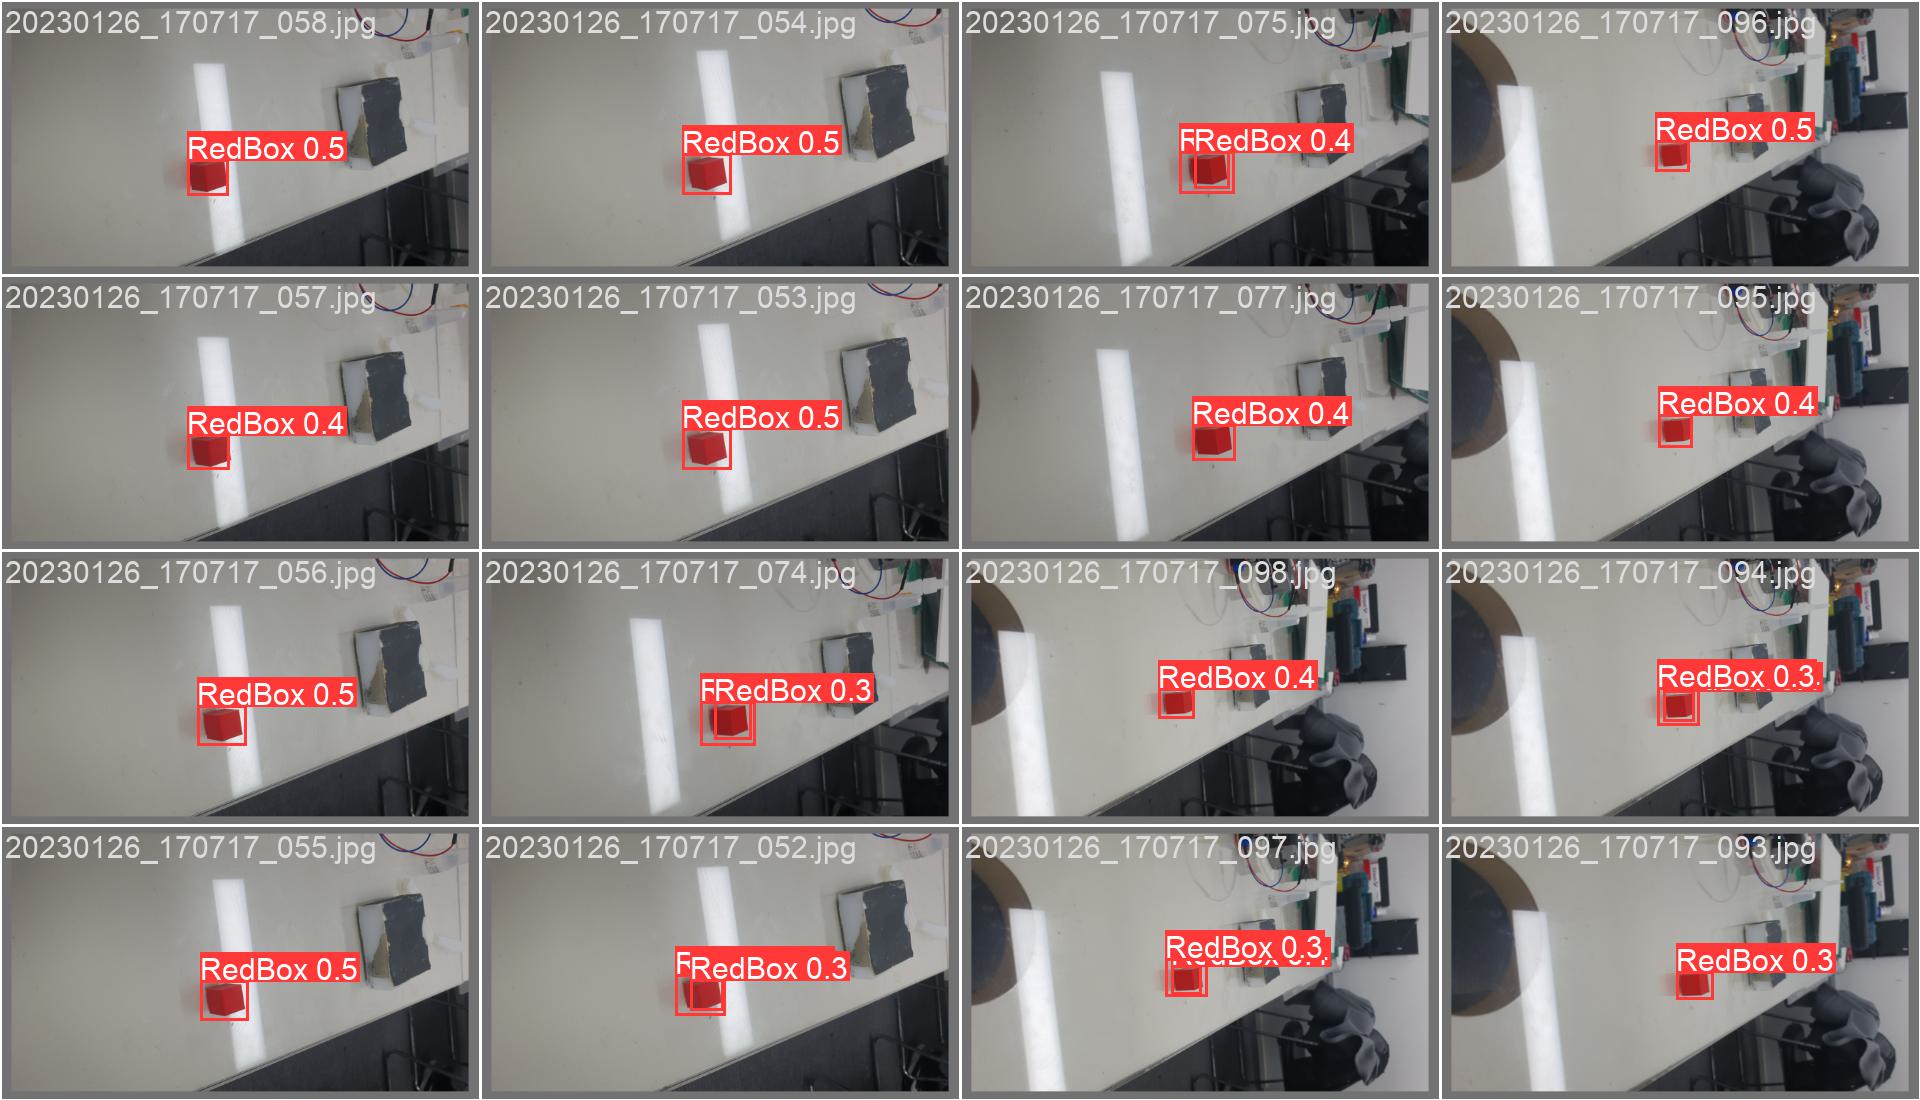 20230126_170717_058.jpg
RedBox 0.5
20230126_170717_054.jpg
RedBox 0.5
20230126_170717_075.jpg
RedBox 0.4
20230126_170717_096.jpg
RedBox 0.5
20230126_170717_057.jpg
RedBox 0.4
20230126_170717_053.jpg
RedBox 0.5
20230126_170717_077.jpg
RedBox 0.4
20230126_170717_095.jpg
RedBox 0.4
20230126_170717_056.jpg
RedBox 0.5
20230126_170717_074.jpg
RedBox 0.3
20230126_170717_098.jpg
RedBox 0.4
20230126_170717_094.jpg
RedBox 0.3
20230126_170717_055.jpg
RedBox 0.5
20230126_170717_052.jpg
RedBox 0.3
20230126_170717_097.jpg
RedBox 0.3
20230126_170717_093.jpg
RedBox 0.3